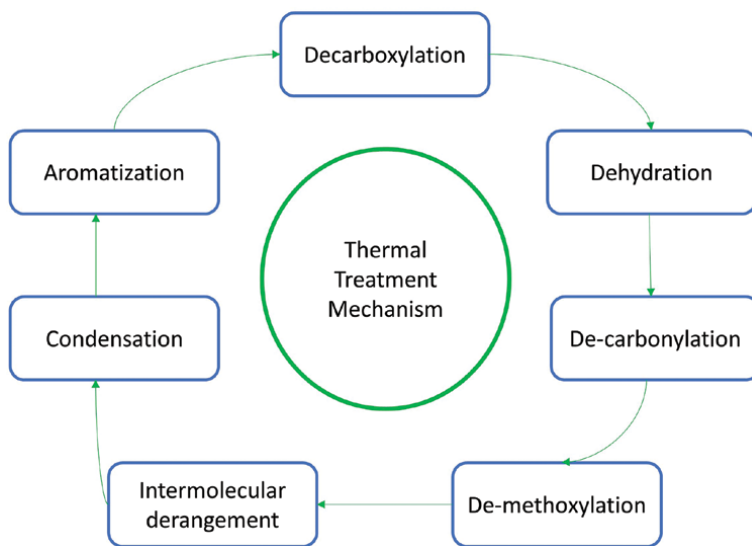 Decarboxylation
Aromatization
Dehydration
Thermal
Treatment
Mechanism
Condensation
De-carbonylation
Intermolecular
derangement
De-methoxylation